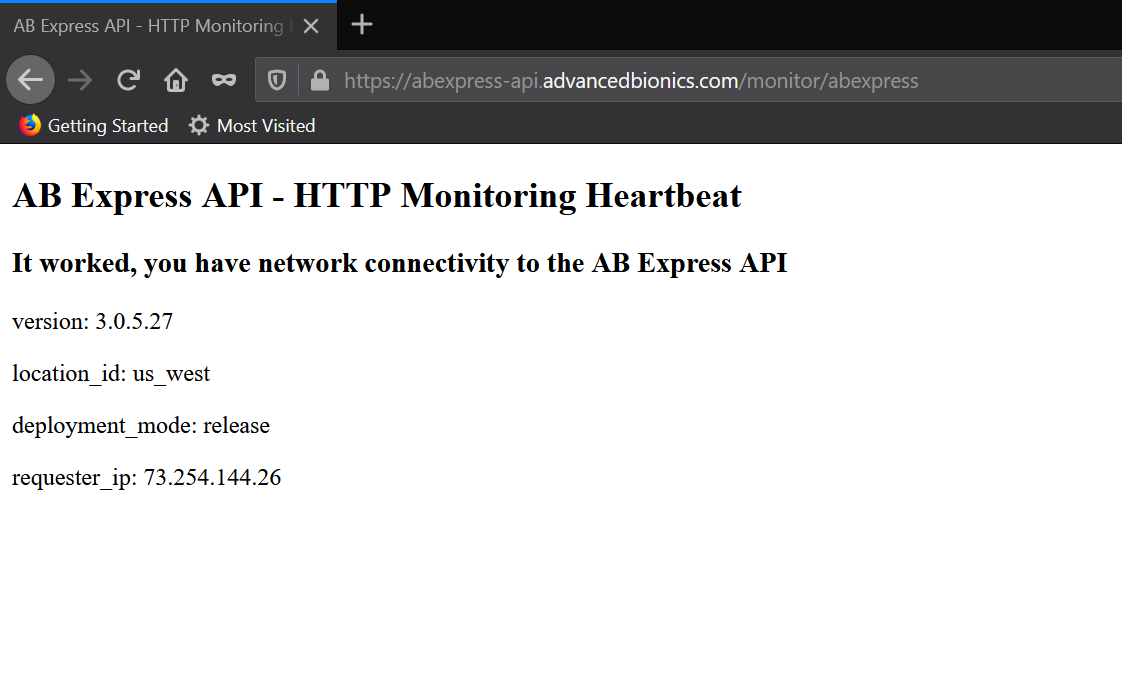 AB Express API - HTTP Monitoring
https://abexpress-api.advancedbionics.com/monitor/abexpress
Getting Started Most Visited
AB Express API - HTTP Monitoring Heartbeat
It worked, you have network connectivity to the AB Express API
version: 3.0.5.27
location_id: us_west
deployment_mode: release
requester_ip: 73.254.144.26